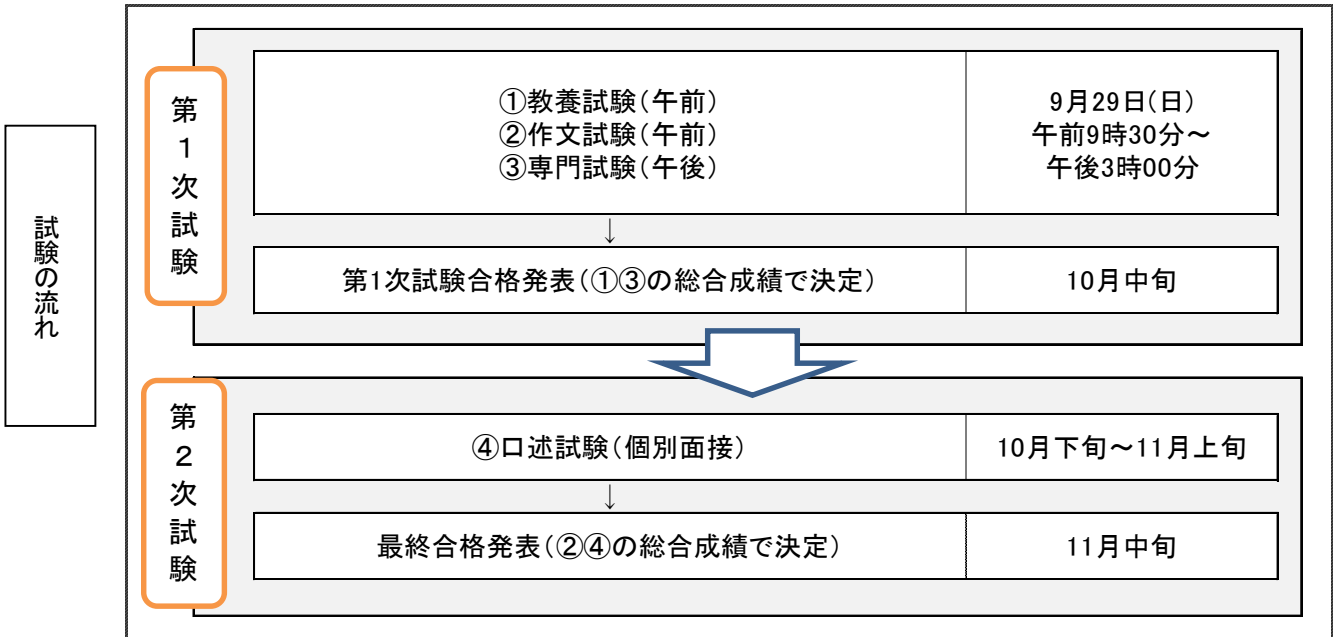 試験の流れ
第1次試験
①教養試験(午前)
②作文試験(午前)
③専門試験(午後)
9月29日(日)
午前9時30分～
午後3時00分
↓
第1次試験合格発表(①③の総合成績で決定)
10月中旬
第2次試験
④口述試験(個別面接)
10月下旬～11月上旬
↓
最終合格発表(②④の総合成績で決定)
11月中旬